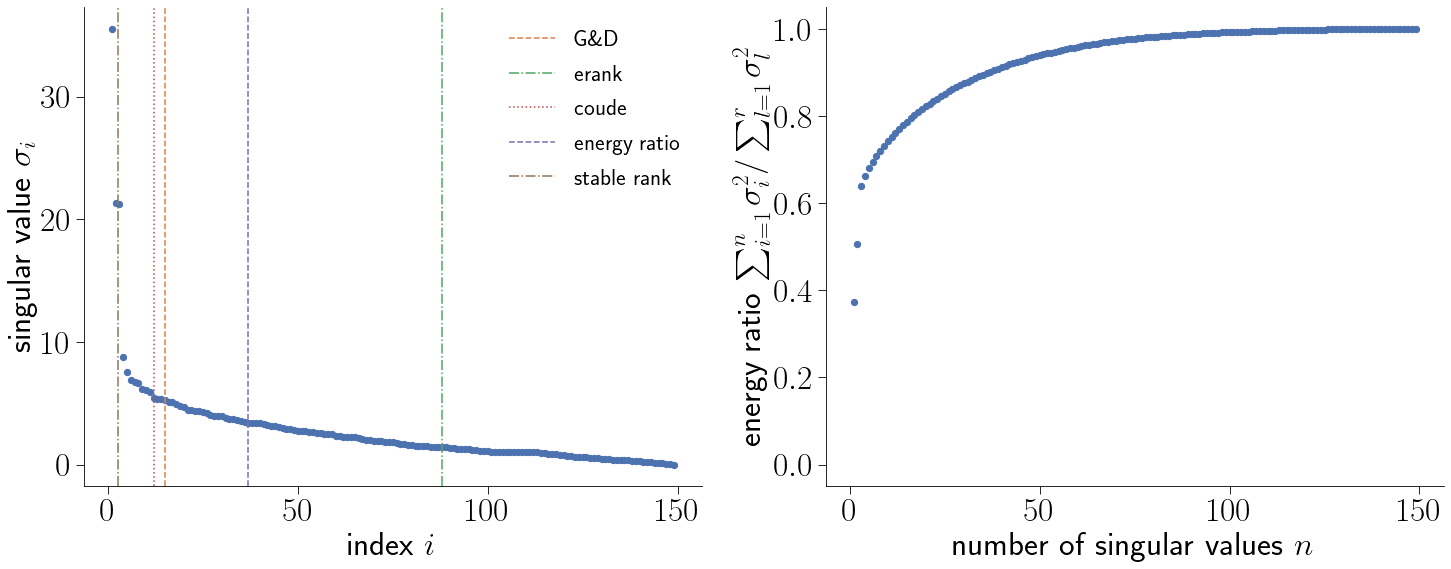 singular value σ_i
30
20
10
0
0 50 100 150
index i
G&D
erank
coude
energy ratio
stable rank
energy ratio ∑_{i=1}^{n} σ_i^2 / ∑_{l=1}^{r} σ_l^2
1.0
0.8
0.6
0.4
0.2
0.0
0 50 100 150
number of singular values n